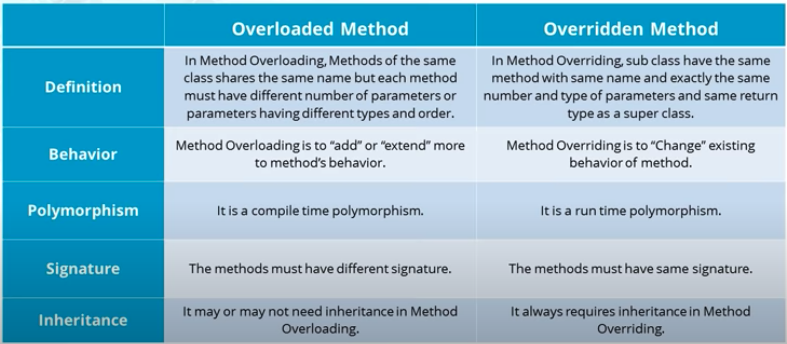 Overloaded Method
Overridden Method
Definition
In Method Overloading, Methods of the same
class shares the same name but each method
must have different number of parameters or
parameters having different types and order.
In Method Overriding, sub class have the same
method with same name and exactly the same
number and type of parameters and same return
type as a super class.
Behavior
Method Overloading is to “add” or “extend” more
to method’s behavior.
Method Overriding is to “Change” existing
behavior of method.
Polymorphism
It is a compile time polymorphism.
It is a run time polymorphism.
Signature
The methods must have different signature.
The methods must have same signature.
Inheritance
It may or may not need inheritance in Method
Overloading.
It always requires inheritance in Method
Overriding.